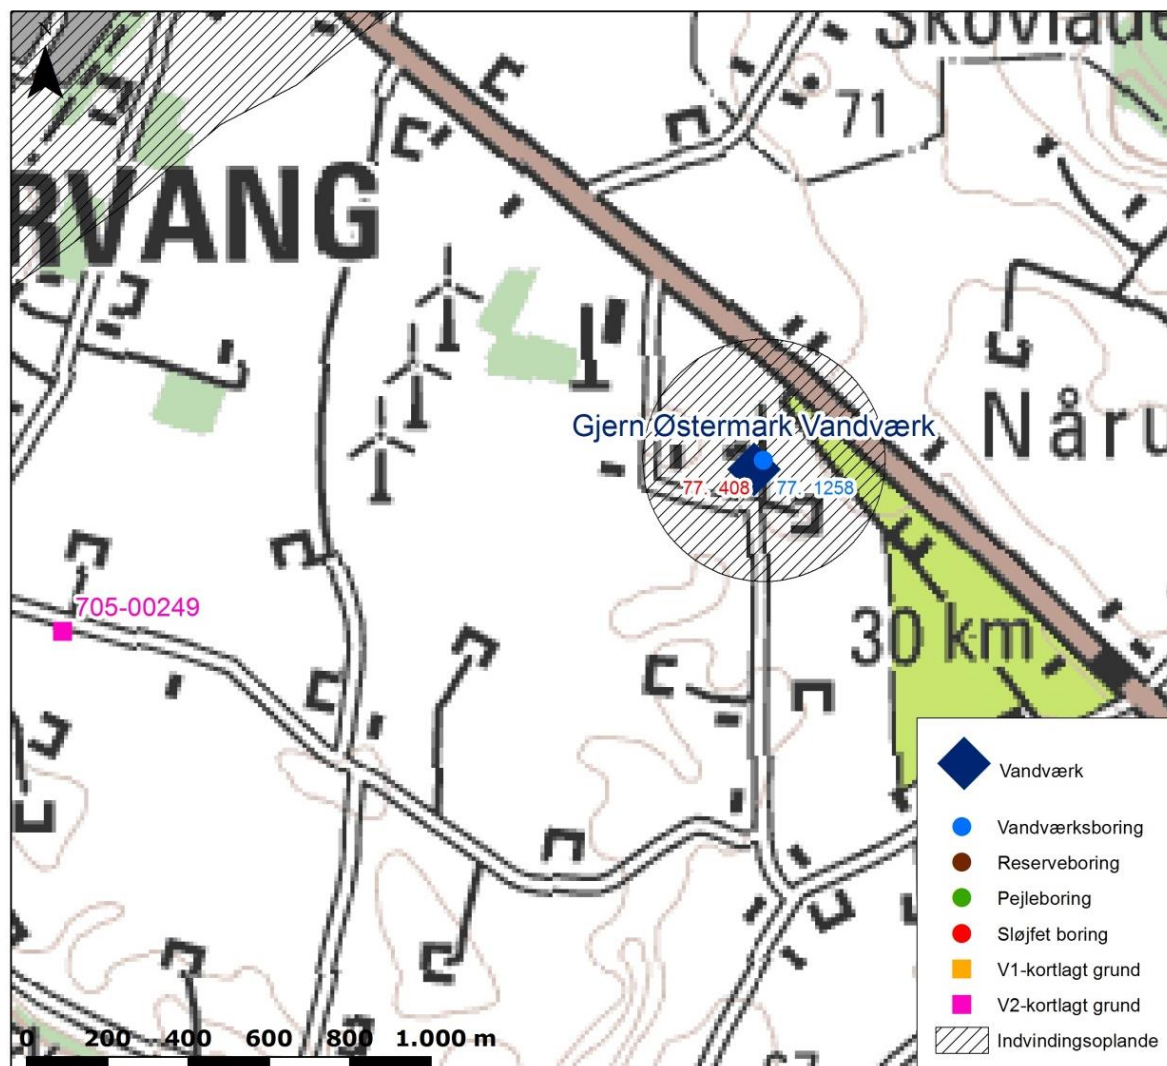 N
Skovlade
71
RVANG
Gjern Østermark Vandværk
Nåru
77. 408
77. 1258
705-00249
30 km
Vandværk
Vandværksboring
Reserveboring
Pejleboring
Sløjfet boring
V1-kortlagt grund
V2-kortlagt grund
Indvindingsoplande
0 200 400 600 800 1.000 m